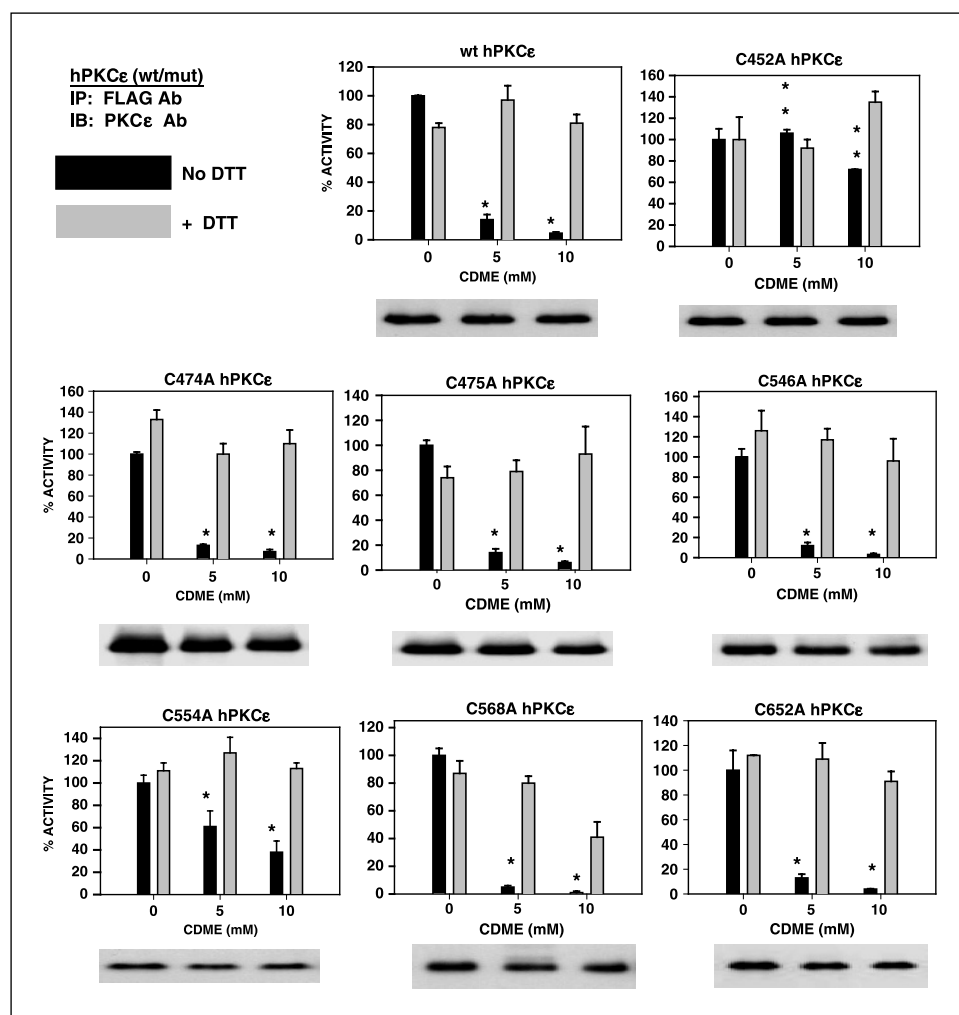 hPKCε (wt/mut)
IP: FLAG Ab
IB: PKCε Ab
No DTT
+ DTT
wt hPKCε
% ACTIVITY
120
100
80
60
40
20
0
* *
0 5 10
CDME (mM)
C452A hPKCε
160
140
120
100
80
60
40
20
0
* *
* *
0 5 10
CDME (mM)
C474A hPKCε
% ACTIVITY
160
140
120
100
80
60
40
20
0
* *
0 5 10
CDME (mM)
C475A hPKCε
140
120
100
80
60
40
20
0
* *
0 5 10
CDME (mM)
C546A hPKCε
160
140
120
100
80
60
40
20
0
* *
0 5 10
CDME (mM)
C554A hPKCε
% ACTIVITY
140
120
100
80
60
40
20
0
* *
0 5 10
CDME (mM)
C568A hPKCε
120
100
80
60
40
20
0
* *
0 5 10
CDME (mM)
C652A hPKCε
140
120
100
80
60
40
20
0
* *
0 5 10
CDME (mM)